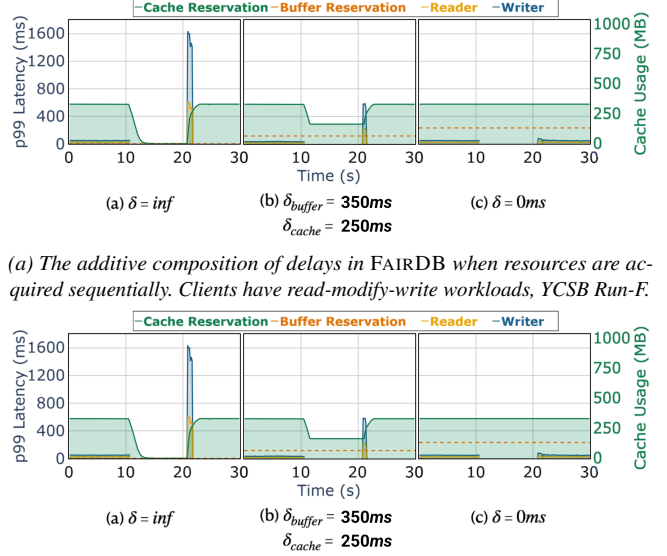 Cache Reservation Buffer Reservation Reader Writer
p99 Latency (ms)
1600
1200
800
400
0
0 10 20 30 10 20 30 10 20 30
1000
750
500
250
0
Cache Usage (MB)
Time (s)
(a) δ = inf
(b) δbuffer = 350ms
δcache = 250ms
(c) δ = 0ms
(a) The additive composition of delays in FAIRDB when resources are ac-
quired sequentially. Clients have read-modify-write workloads, YCSB Run-F.
Cache Reservation Buffer Reservation Reader Writer
p99 Latency (ms)
1600
1200
800
400
0
0 10 20 30 10 20 30 10 20 30
1000
750
500
250
0
Cache Usage (MB)
Time (s)
(a) δ = inf
(b) δbuffer = 350ms
δcache = 250ms
(c) δ = 0ms